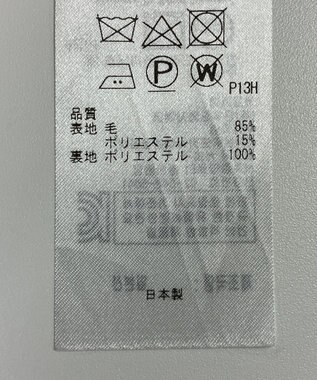 P W P13H
品質
表地 毛 85%
ポリエステル 15%
裏地 ポリエステル 100%
日本製